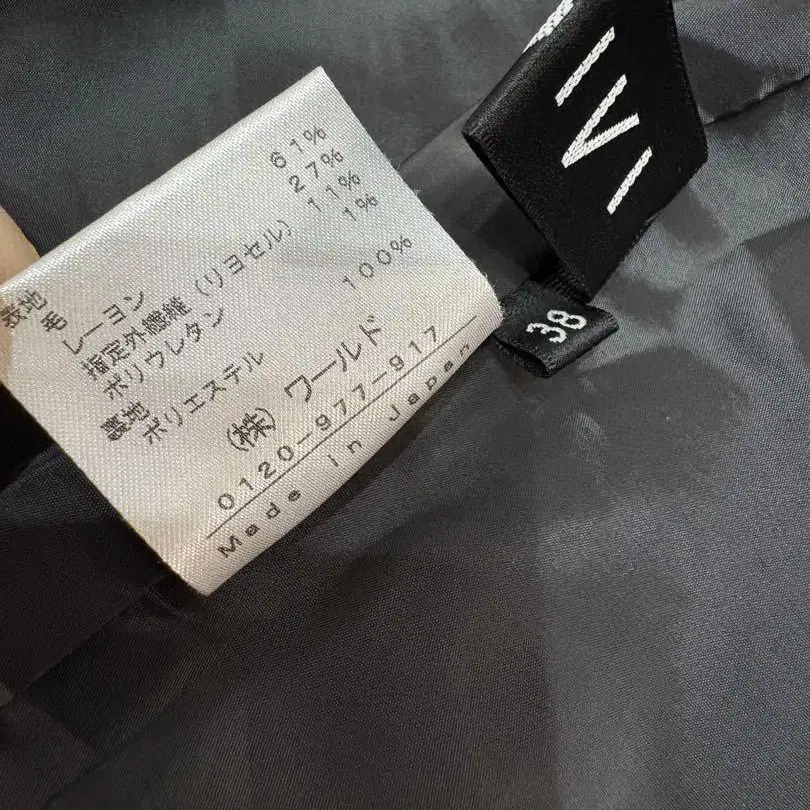 表地
毛 61%
レーヨン 27%
指定外繊維(リヨセル) 11%
ポリウレタン 1%
裏地
ポリエステル 100%
(株)ワールド
0120-977-917
Made in Japan
IVI
38